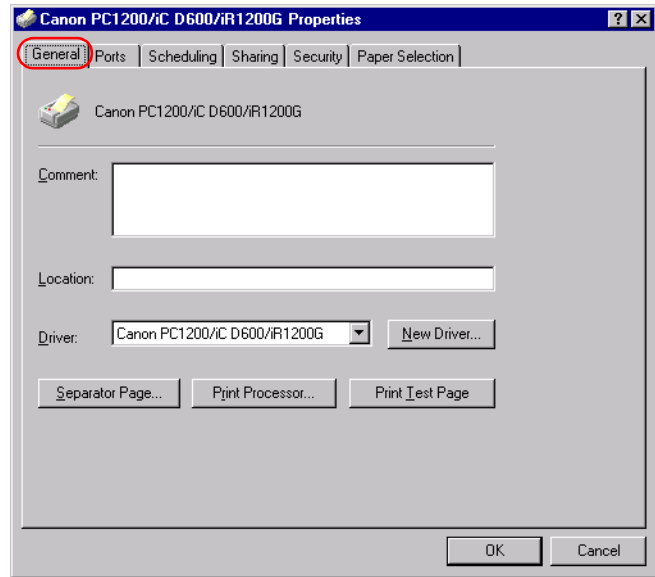 Canon PC1200/iC D600/iR1200G Properties
General Ports Scheduling Sharing Security Paper Selection
Canon PC1200/iC D600/iR1200G
Comment:
Location:
Driver: Canon PC1200/iC D600/iR1200G New Driver...
Separator Page... Print Processor... Print Test Page
OK Cancel